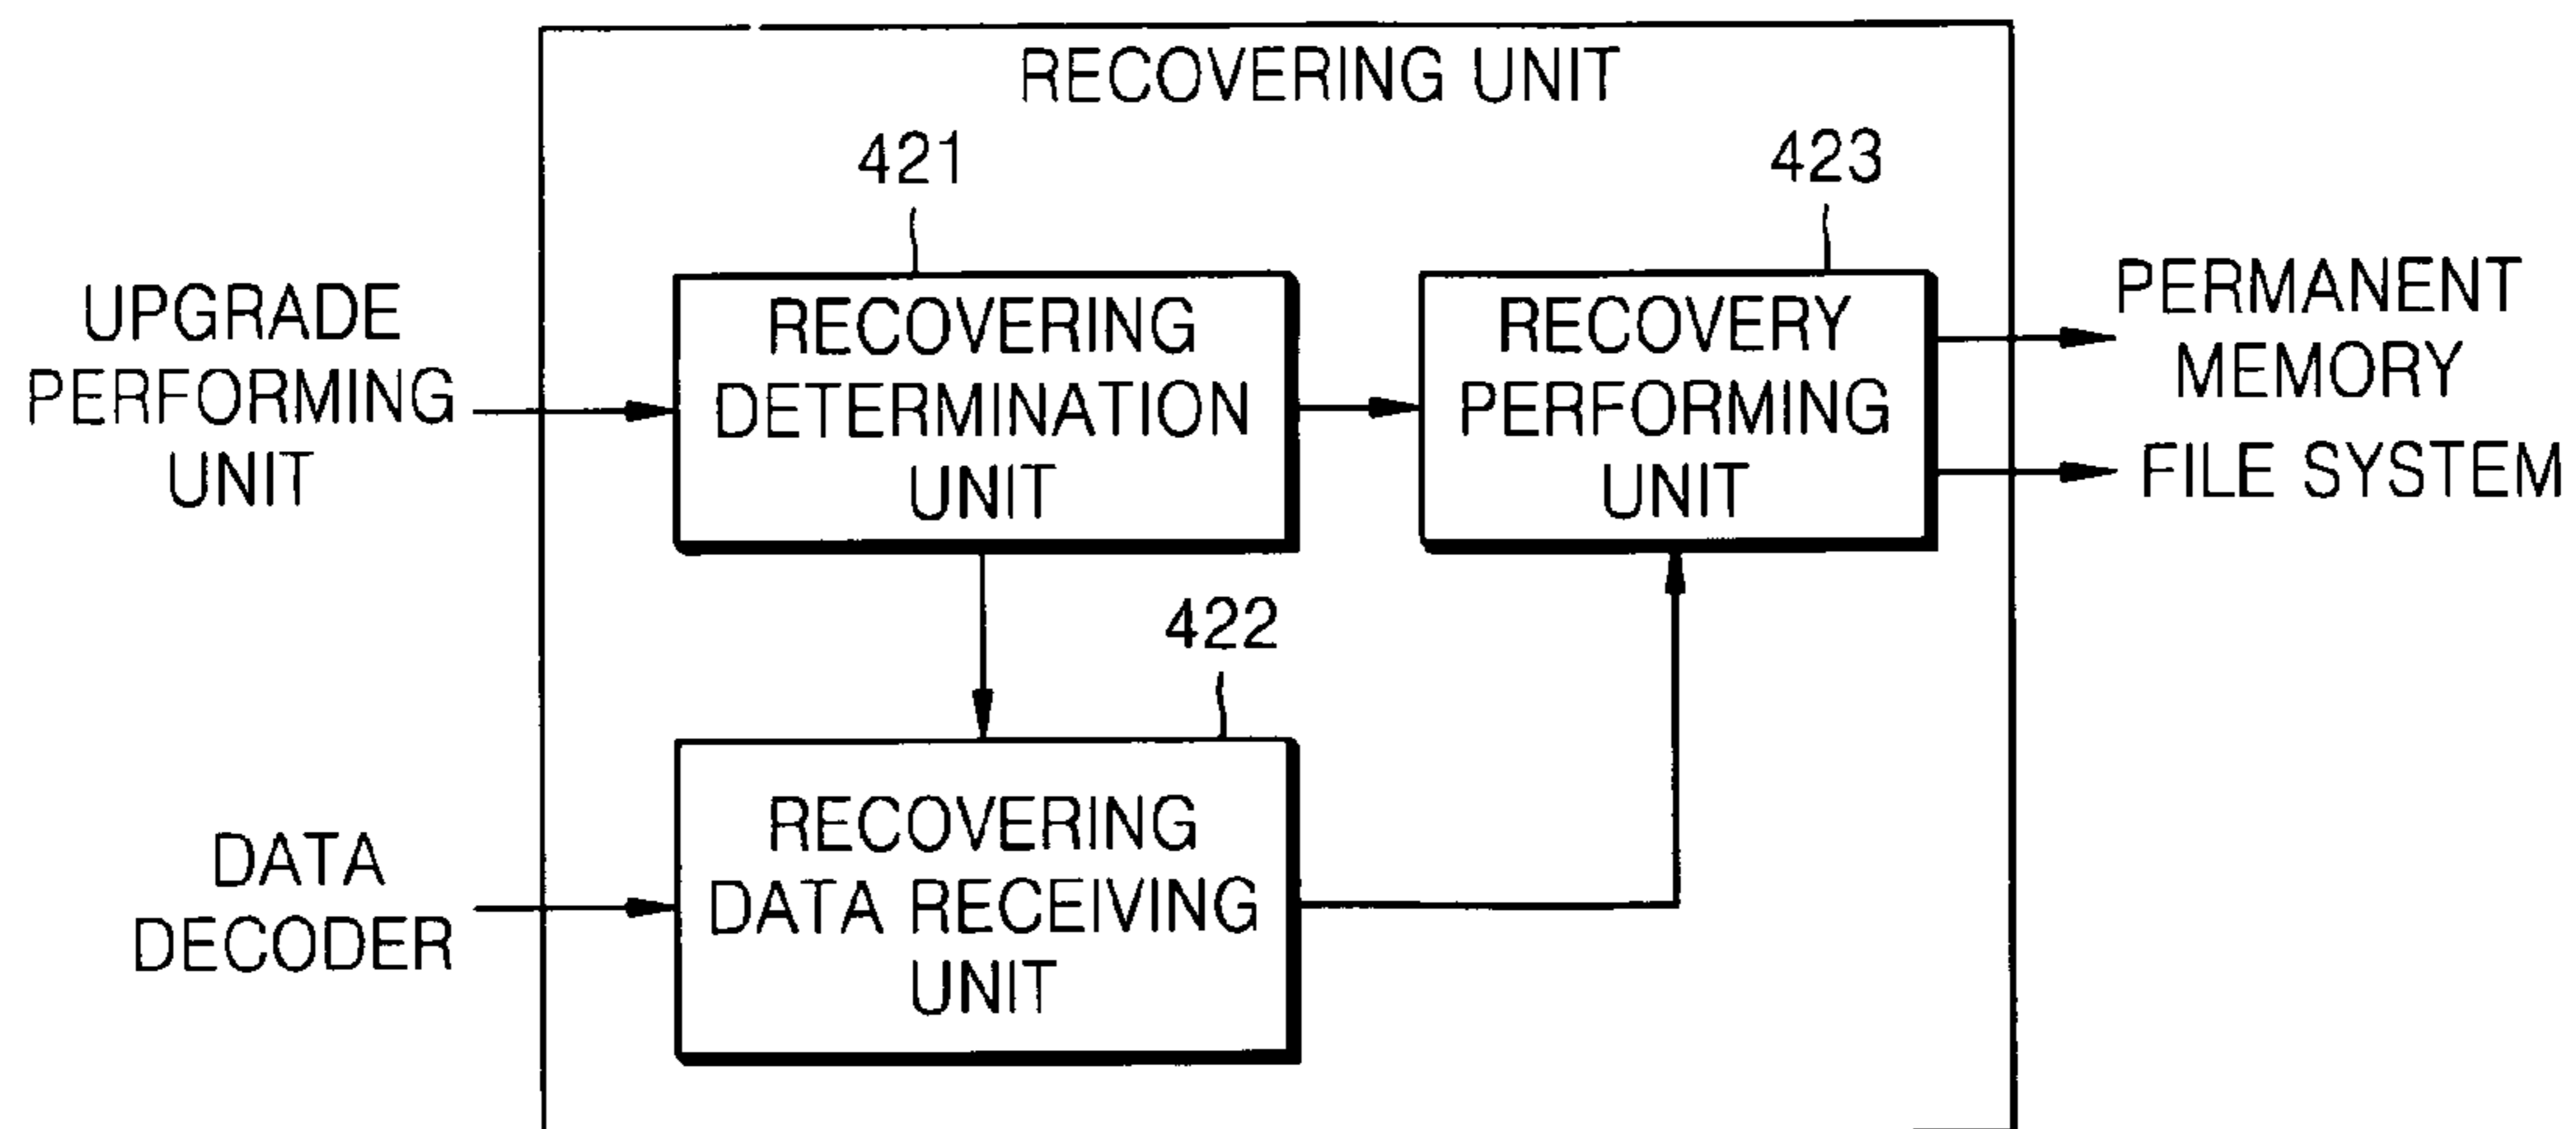 RECOVERING UNIT
421
423
UPGRADE
PERFORMING
UNIT
RECOVERING
DETERMINATION
UNIT
RECOVERY
PERFORMING
UNIT
PERMANENT
MEMORY
FILE SYSTEM
422
DATA
DECODER
RECOVERING
DATA RECEIVING
UNIT